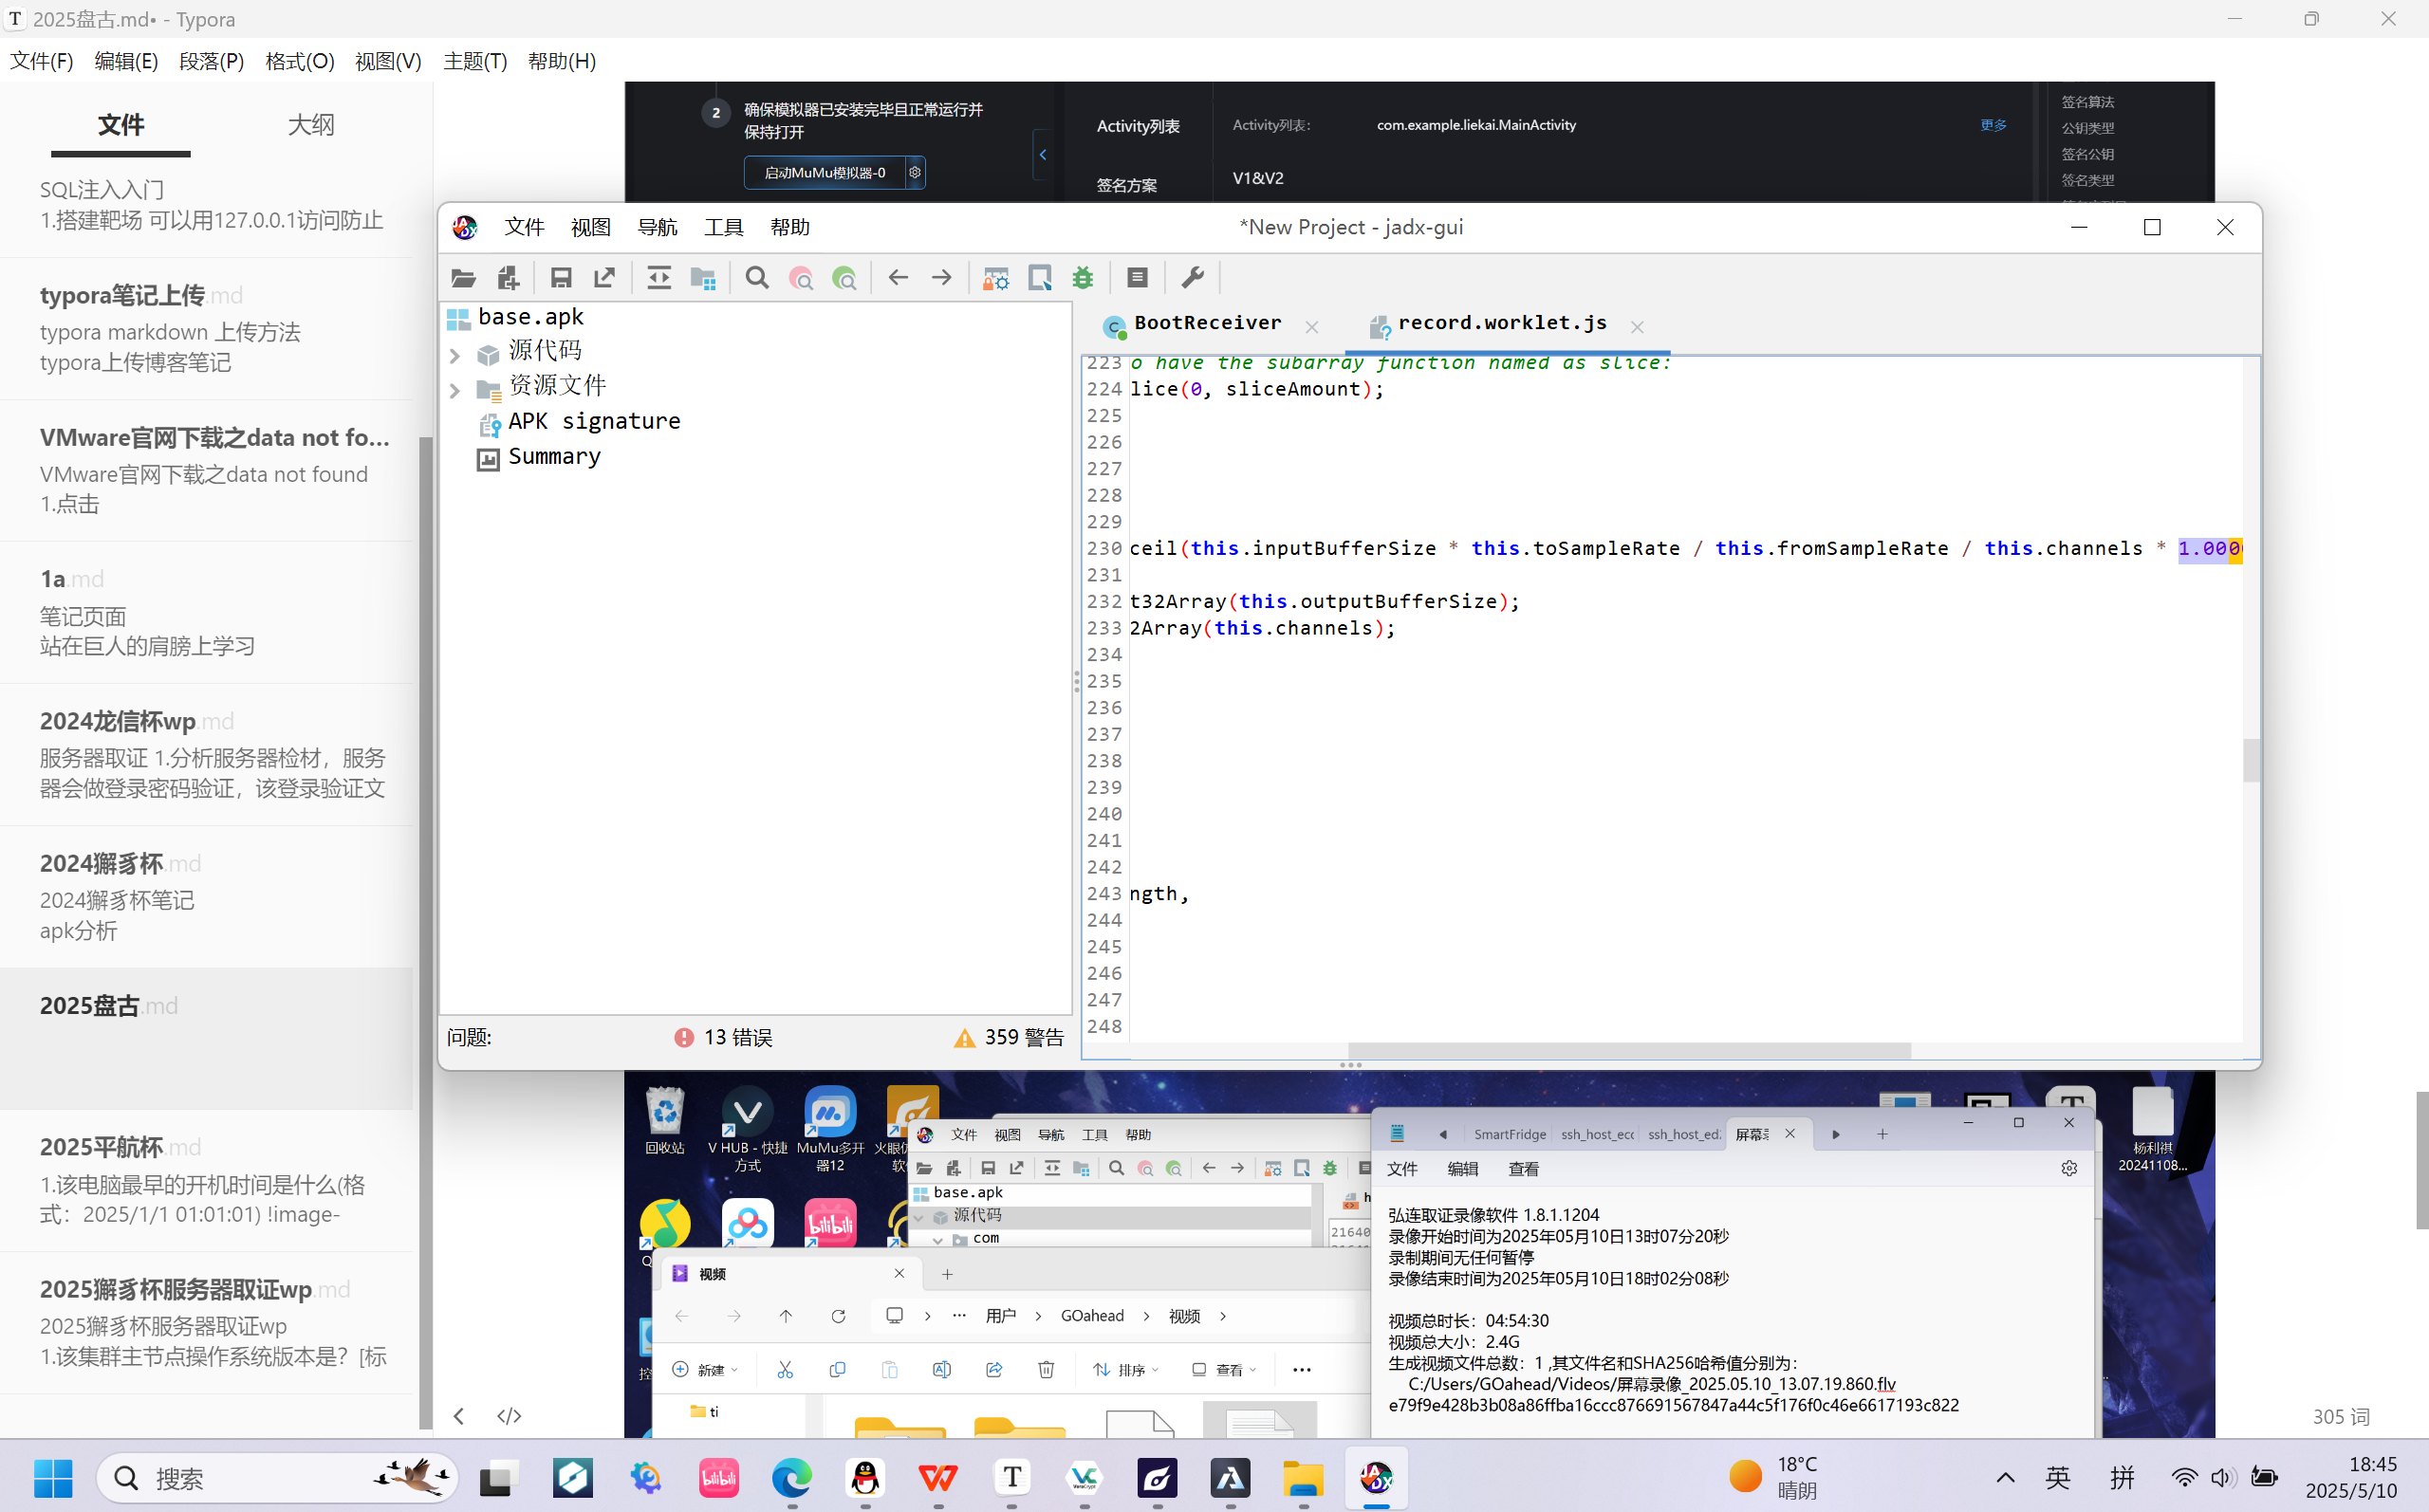 2025盘古.md• - Typora
文件(F) 编辑(E) 段落(P) 格式(O) 视图(V) 主题(T) 帮助(H)
文件 大纲
SQL注入入门
1.搭建靶场 可以用127.0.0.1访问防止
typora笔记上传.md
typora markdown 上传方法
typora上传博客笔记
VMware官网下载之data not fo...
VMware官网下载之data not found
1.点击
1a.md
笔记页面
站在巨人的肩膀上学习
2024龙信杯wp.md
服务器取证 1.分析服务器检材，服务
器会做登录密码验证，该登录验证文
2024獬豸杯.md
2024獬豸杯笔记
apk分析
2025盘古.md
2025平航杯.md
1.该电脑最早的开机时间是什么(格
式：2025/1/1 01:01:01) !image-
2025獬豸杯服务器取证wp.md
2025獬豸杯服务器取证wp
1.该集群主节点操作系统版本是？[标
2 确保模拟器已安装完毕且正常运行并
保持打开
启动MuMu模拟器-0
Activity列表 Activity列表: com.example.liekai.MainActivity 更多
签名方案 V1&V2
签名算法
公钥类型
签名公钥
签名类型
文件 视图 导航 工具 帮助 *New Project - jadx-gui
base.apk
源代码
资源文件
APK signature
Summary
问题: 13 错误 359 警告
BootReceiver record.worklet.js
223 o have the subarray function named as slice:
224 lice(0, sliceAmount);
225
226
227
228
229
230 ceil(this.inputBufferSize * this.toSampleRate / this.fromSampleRate / this.channels * 1.000
231
232 t32Array(this.outputBufferSize);
233 2Array(this.channels);
234
235
236
237
238
239
240
241
242
243 ngth,
244
245
246
247
248
回收站
V HUB - 快捷
方式
MuMu多开
器12
文件 视图 导航 工具 帮助
base.apk
源代码
com
21640
bilibili
视频
用户 GOahead 视频
新建 排序 查看
ti
SmartFridge ssh_host_ecc ssh_host_ed: 屏幕录
文件 编辑 查看
弘连取证录像软件 1.8.1.1204
录像开始时间为2025年05月10日13时07分20秒
录制期间无任何暂停
录像结束时间为2025年05月10日18时02分08秒
视频总时长：04:54:30
视频总大小：2.4G
生成视频文件总数：1 ,其文件名和SHA256哈希值分别为:
C:/Users/GOahead/Videos/屏幕录像_2025.05.10_13.07.19.860.flv
e79f9e428b3b08a86ffba16ccc876691567847a44c5f176f0c46e6617193c822
杨利祺
20241108...
305 词
搜索
bilibili
18°C
晴朗
英 拼
18:45
2025/5/10